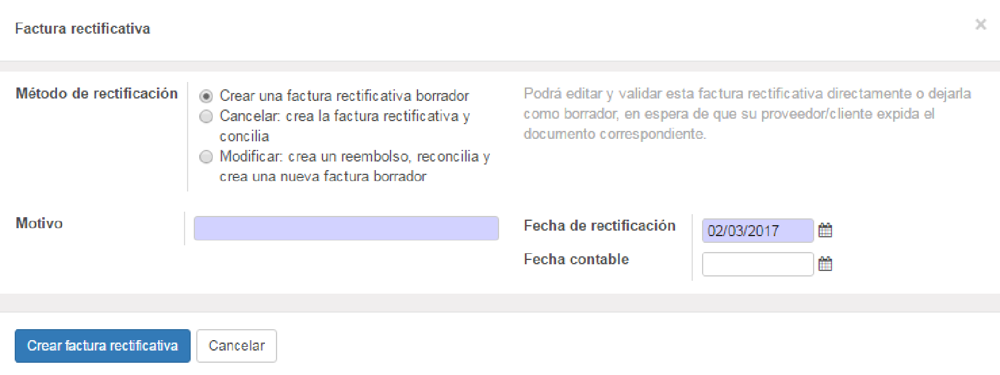 Factura rectificativa
×
Método de rectificación
Crear una factura rectificativa borrador
Cancelar: crea la factura rectificativa y
concilia
Modificar: crea un reembolso, reconcilia y
crea una nueva factura borrador
Podrá editar y validar esta factura rectificativa directamente o dejarla
como borrador, en espera de que su proveedor/cliente expida el
documento correspondiente.
Motivo
Fecha de rectificación
02/03/2017
Fecha contable
Crear factura rectificativa
Cancelar